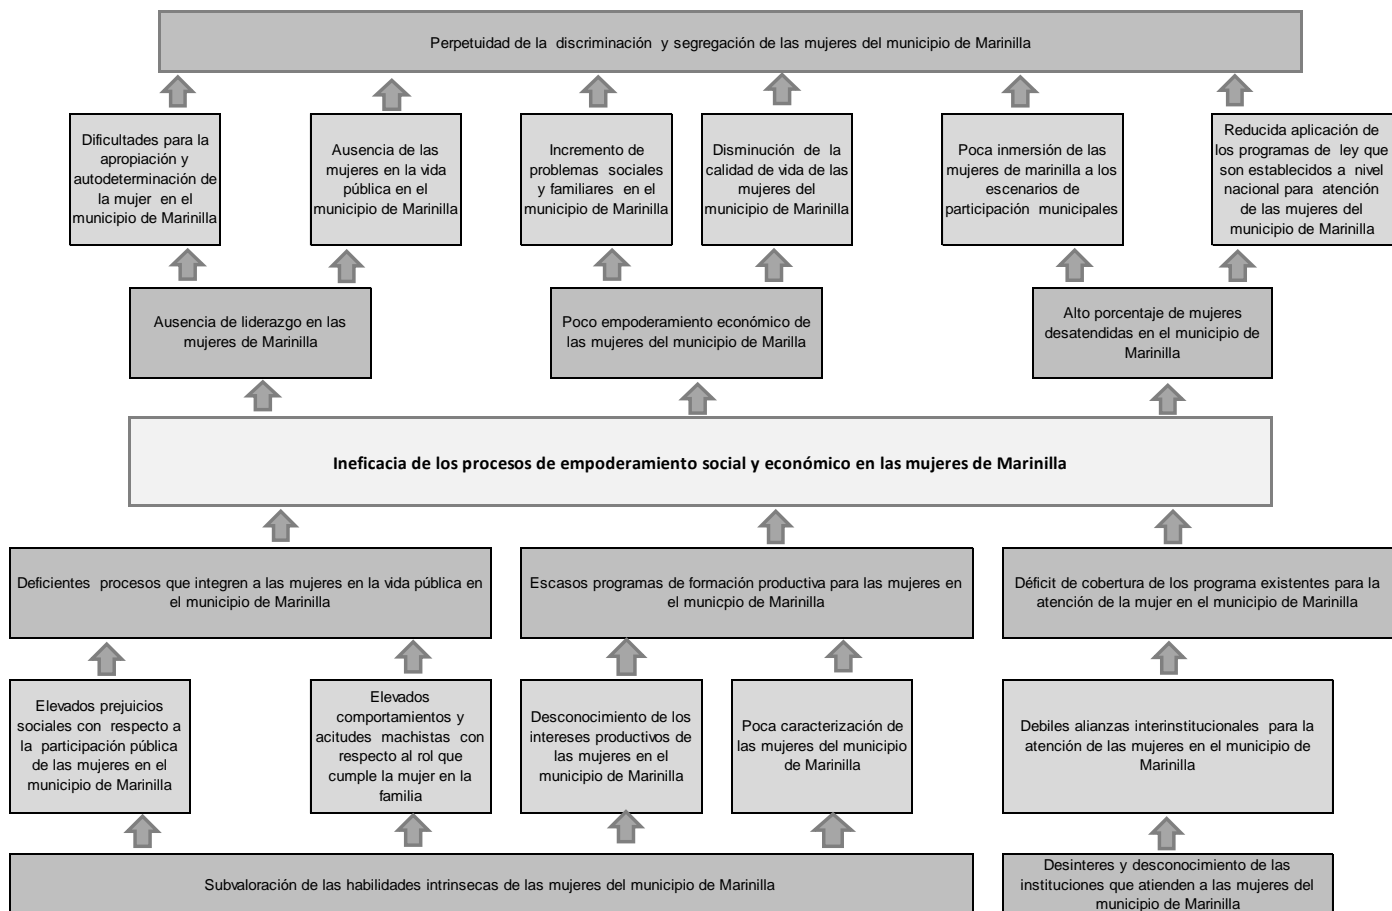 Perpetuidad de la discriminación y segregación de las mujeres del municipio de Marinilla
Dificultades para la
apropiación y
autodeterminación de
la mujer en el
municipio de Marinilla
Ausencia de las
mujeres en la vida
pública en el
municipio de Marinilla
Incremento de
problemas sociales
y familiares en el
municipio de Marinilla
Disminución de la
calidad de vida de las
mujeres del
municipio de Marinilla
Poca inmersión de las
mujeres de marinilla a los
escenarios de
participación municipales
Reducida aplicación de
los programas de ley que
son establecidos a nivel
nacional para atención
de las mujeres del
municipio de Marinilla
Ausencia de liderazgo en las
mujeres de Marinilla
Poco empoderamiento económico de
las mujeres del municipio de Marilla
Alto porcentaje de mujeres
desatendidas en el municipio de
Marinilla
Ineficacia de los procesos de empoderamiento social y económico en las mujeres de Marinilla
Deficientes procesos que integren a las mujeres en la vida pública en
el municipio de Marinilla
Escasos programas de formación productiva para las mujeres en
el municpio de Marinilla
Déficit de cobertura de los programa existentes para la
atención de la mujer en el municipio de Marinilla
Elevados prejuicios
sociales con respecto a
la participación pública
de las mujeres en el
municipio de Marinilla
Elevados
comportamientos y
acitudes machistas con
respecto al rol que
cumple la mujer en la
familia
Desconocimiento de los
intereses productivos de
las mujeres en el
municipio de Marinilla
Poca caracterización de
las mujeres del municipio
de Marinilla
Debiles alianzas interinstitucionales para la
atención de las mujeres en el municipio de
Marinilla
Subvaloración de las habilidades intrinsecas de las mujeres del municipio de Marinilla
Desinteres y desconocimiento de las
instituciones que atienden a las mujeres del
municipio de Marinilla